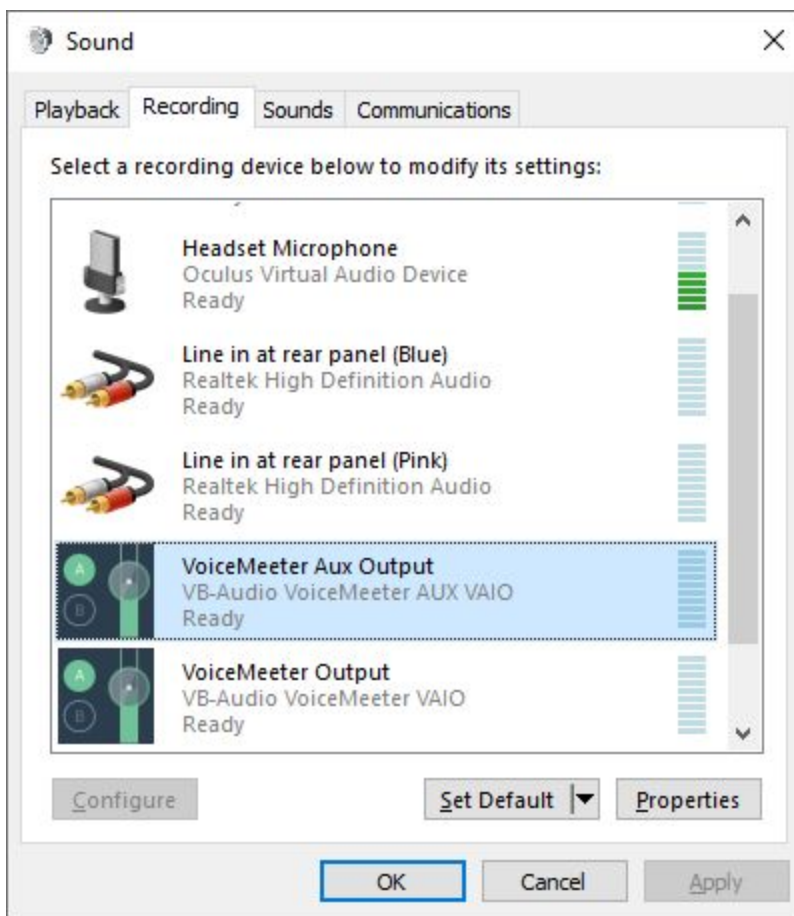 Sound
Playback Recording Sounds Communications
Select a recording device below to modify its settings:
Headset Microphone
Oculus Virtual Audio Device
Ready
Line in at rear panel (Blue)
Realtek High Definition Audio
Ready
Line in at rear panel (Pink)
Realtek High Definition Audio
Ready
A
B
VoiceMeeter Aux Output
VB-Audio VoiceMeeter AUX VAIO
Ready
A
B
VoiceMeeter Output
VB-Audio VoiceMeeter VAIO
Ready
Configure Set Default Properties
OK Cancel Apply